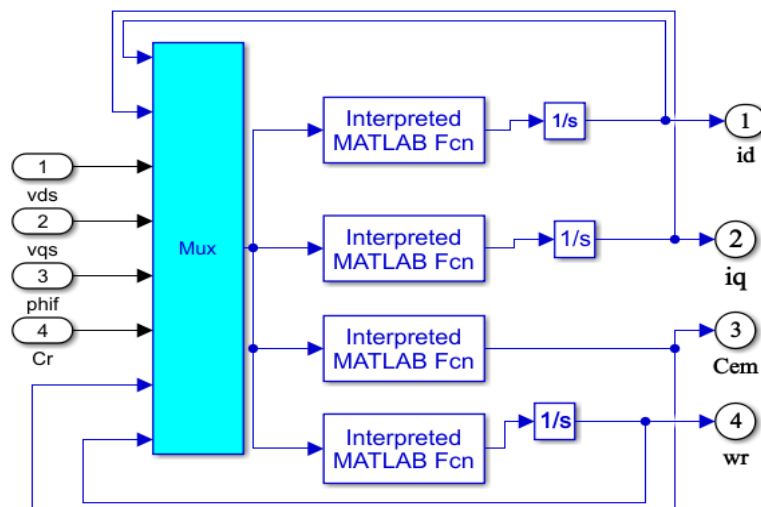 Interpreted
MATLAB Fcn
1/s
1
id
1
vds
2
vqs
Mux
Interpreted
MATLAB Fcn
1/s
2
iq
3
phif
4
Cr
Interpreted
MATLAB Fcn
3
Cem
Interpreted
MATLAB Fcn
1/s
4
wr